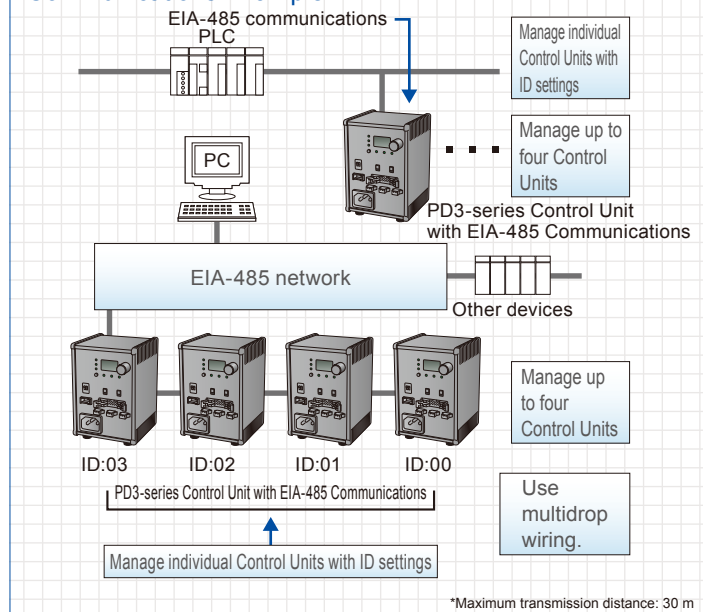 EIA-485 communications
PLC
Manage individual
Control Units with
ID settings
PC
Manage up to
four Control
Units
PD3-series Control Unit
with EIA-485 Communications
EIA-485 network
Other devices
Manage up
to four
Control Units
ID:03
ID:02
ID:01
ID:00
PD3-series Control Unit with EIA-485 Communications
Use
multidrop
wiring.
Manage individual Control Units with ID settings
*Maximum transmission distance: 30 m